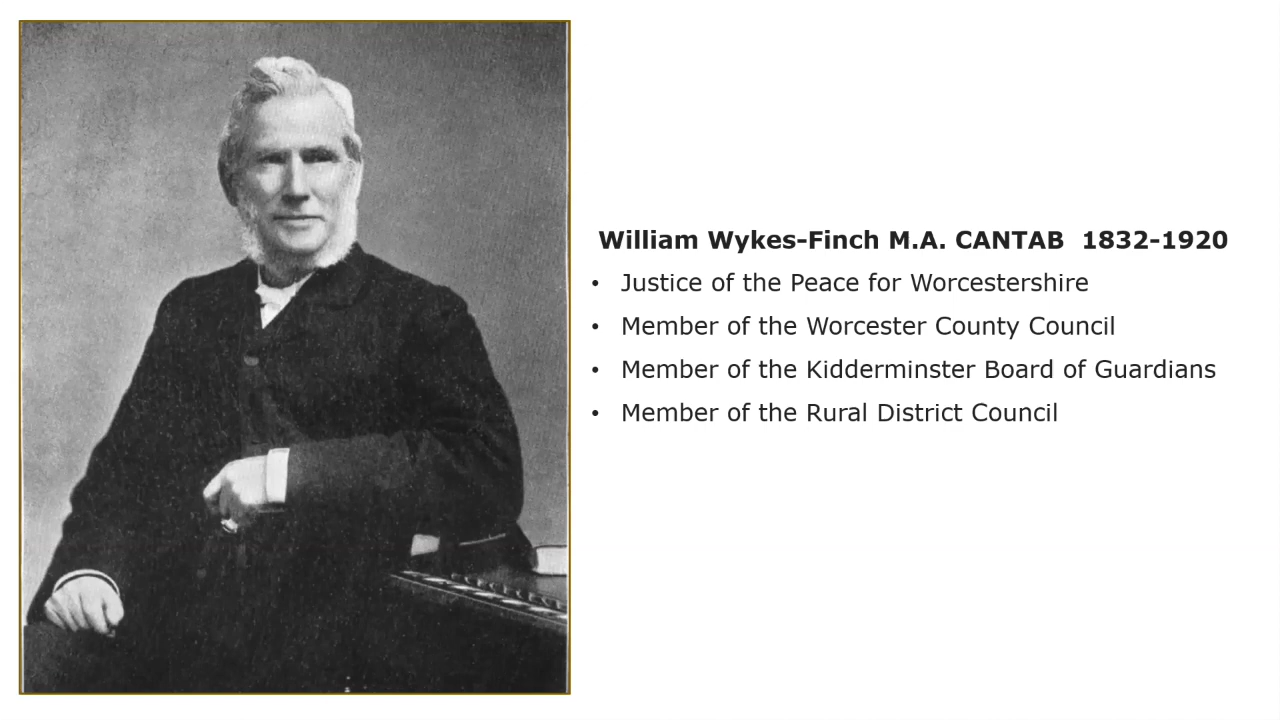 William Wykes-Finch M.A. CANTAB 1832-1920
• Justice of the Peace for Worcestershire
• Member of the Worcester County Council
• Member of the Kidderminster Board of Guardians
• Member of the Rural District Council